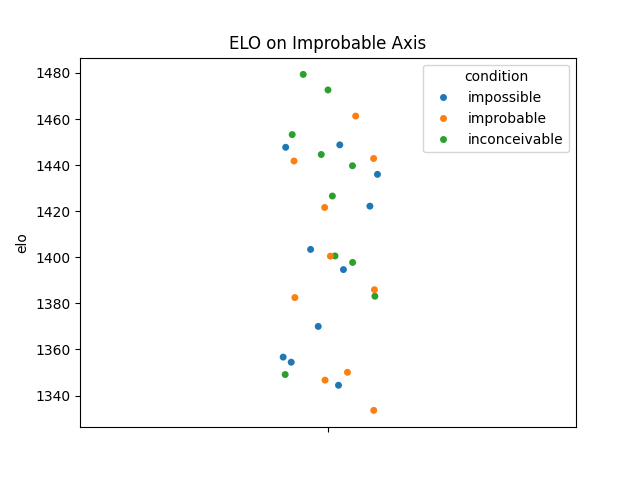 ELO on Improbable Axis
condition
impossible
improbable
inconceivable
elo
1480
1460
1440
1420
1400
1380
1360
1340